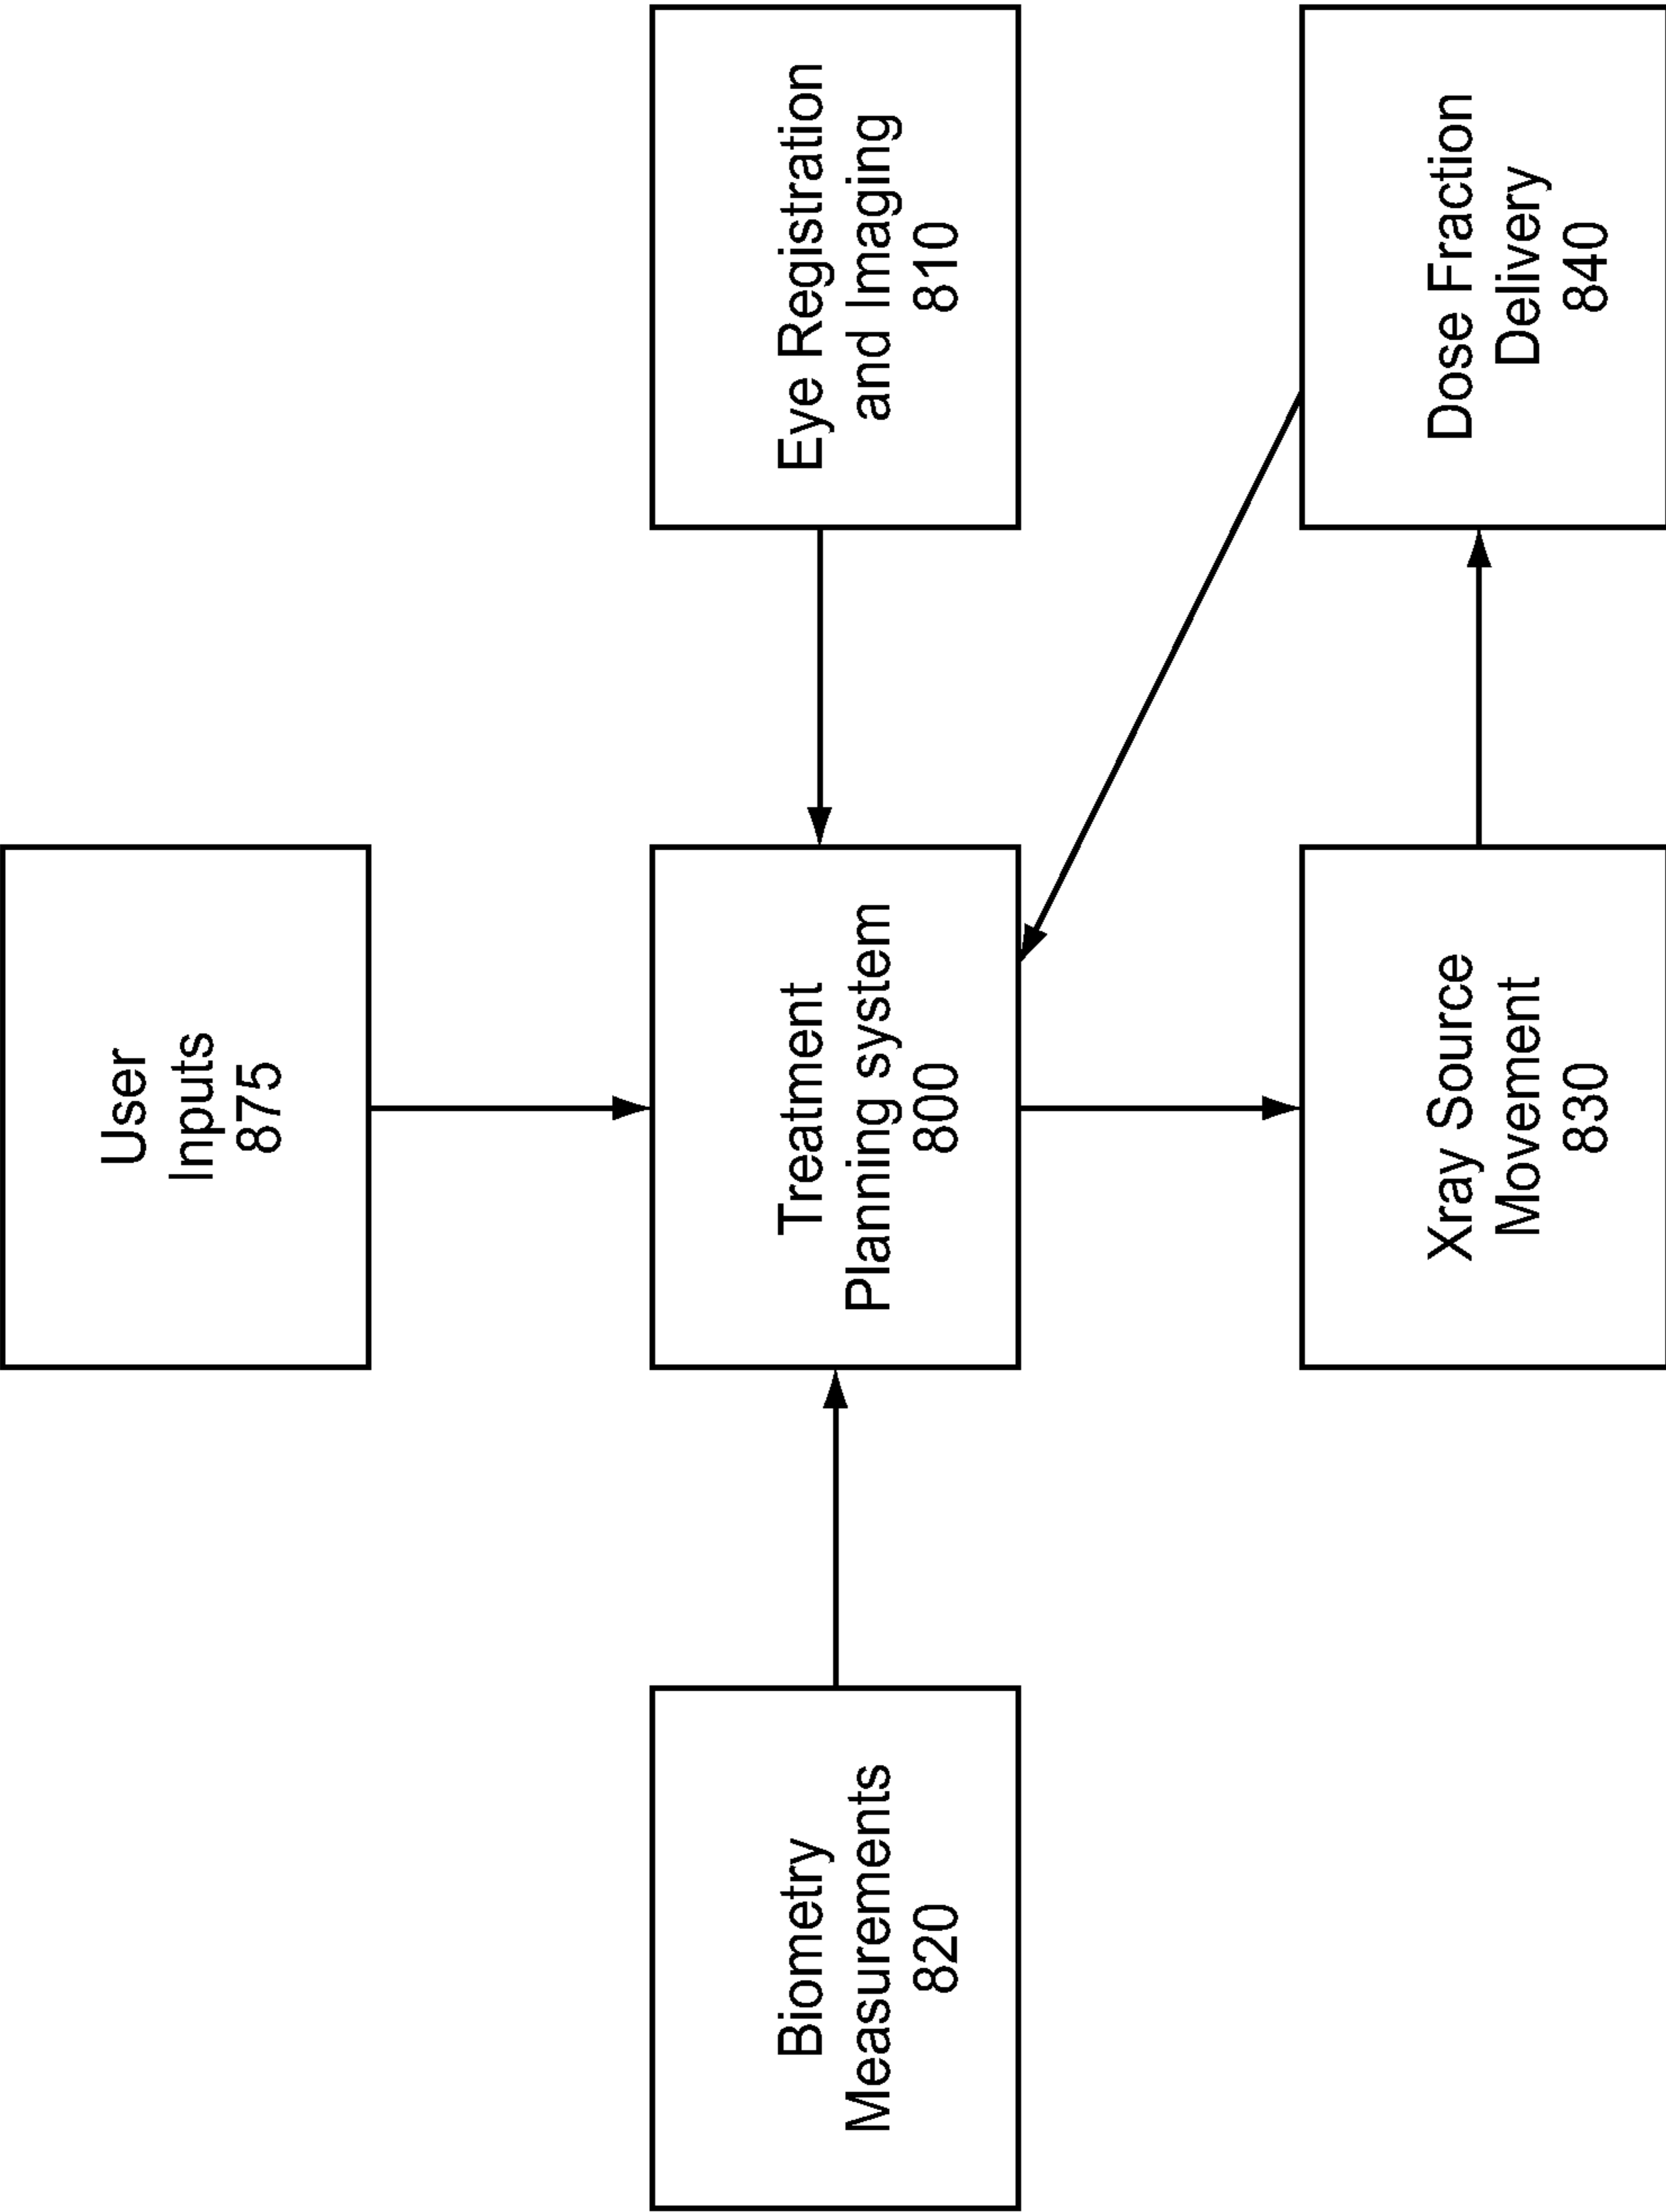 User
Inputs
875
Biometry
Measurements
820
Treatment
Planning system
800
Eye Registration
and Imaging
810
Xray Source
Movement
830
Dose Fraction
Delivery
840